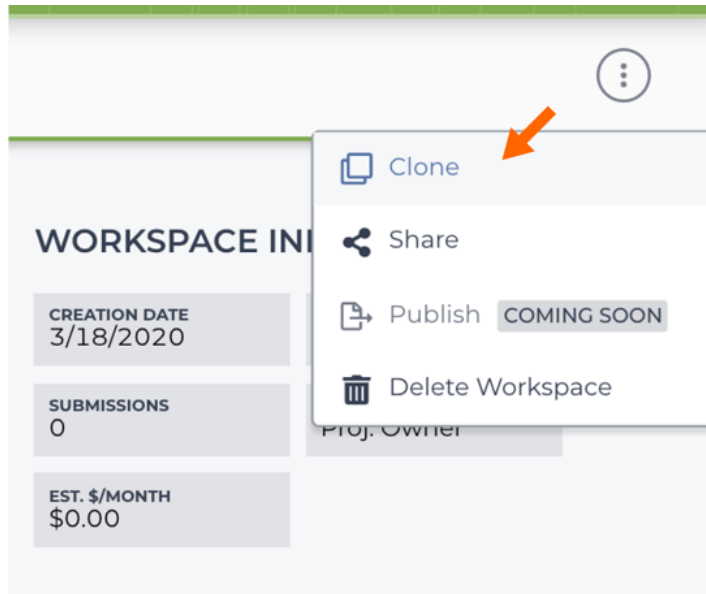 Clone
Share
Publish COMING SOON
Delete Workspace
WORKSPACE
CREATION DATE
3/18/2020
SUBMISSIONS
0
Proj. Owner
EST. $/MONTH
$0.00